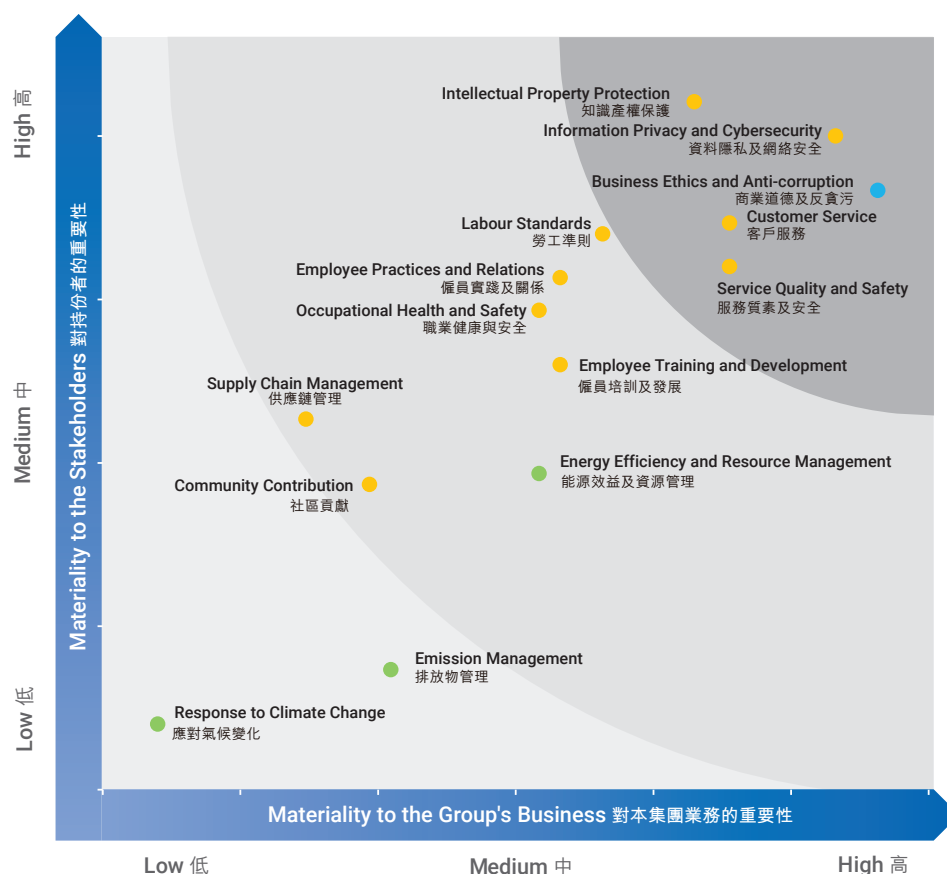 High 高
Medium 中
Low 低
Materiality to the Stakeholders 對持份者的重要性
Intellectual Property Protection
知識產權保護
Information Privacy and Cybersecurity
資料隱私及網絡安全
Business Ethics and Anti-corruption
商業道德及反貪污
Customer Service
客戶服務
Labour Standards
勞工準則
Employee Practices and Relations
僱員實踐及關係
Service Quality and Safety
服務質素及安全
Occupational Health and Safety
職業健康與安全
Employee Training and Development
僱員培訓及發展
Supply Chain Management
供應鏈管理
Energy Efficiency and Resource Management
能源效益及資源管理
Community Contribution
社區貢獻
Emission Management
排放物管理
Response to Climate Change
應對氣候變化
Materiality to the Group's Business 對本集團業務的重要性
Low 低
Medium 中
High 高